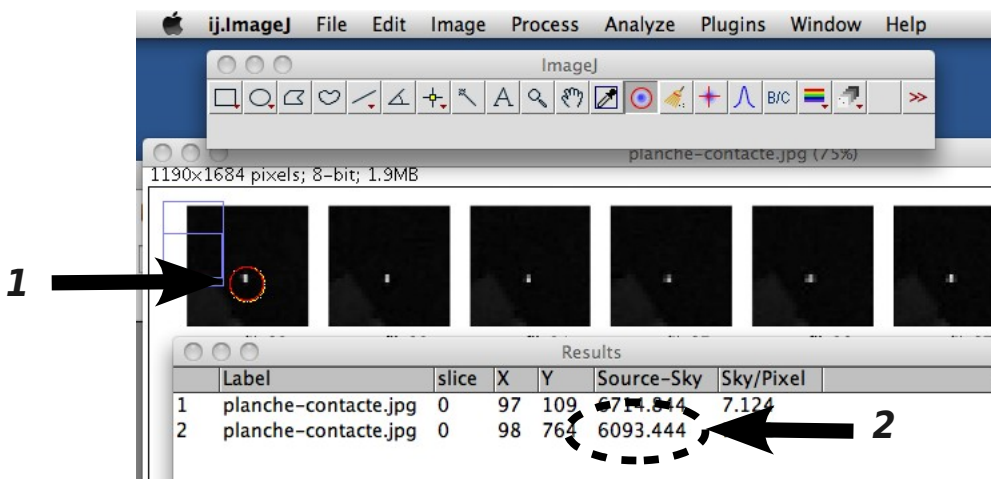 ij.ImageJ File Edit Image Process Analyze Plugins Window Help
ImageJ
A B/C >>
planche-contacte.jpg (75%)
1190x1684 pixels; 8-bit; 1.9MB
1
Results
Label slice X Y Source-Sky Sky/Pixel
1 planche-contacte.jpg 0 97 109 6714.844 7.124
2 planche-contacte.jpg 0 98 764 6093.444
2